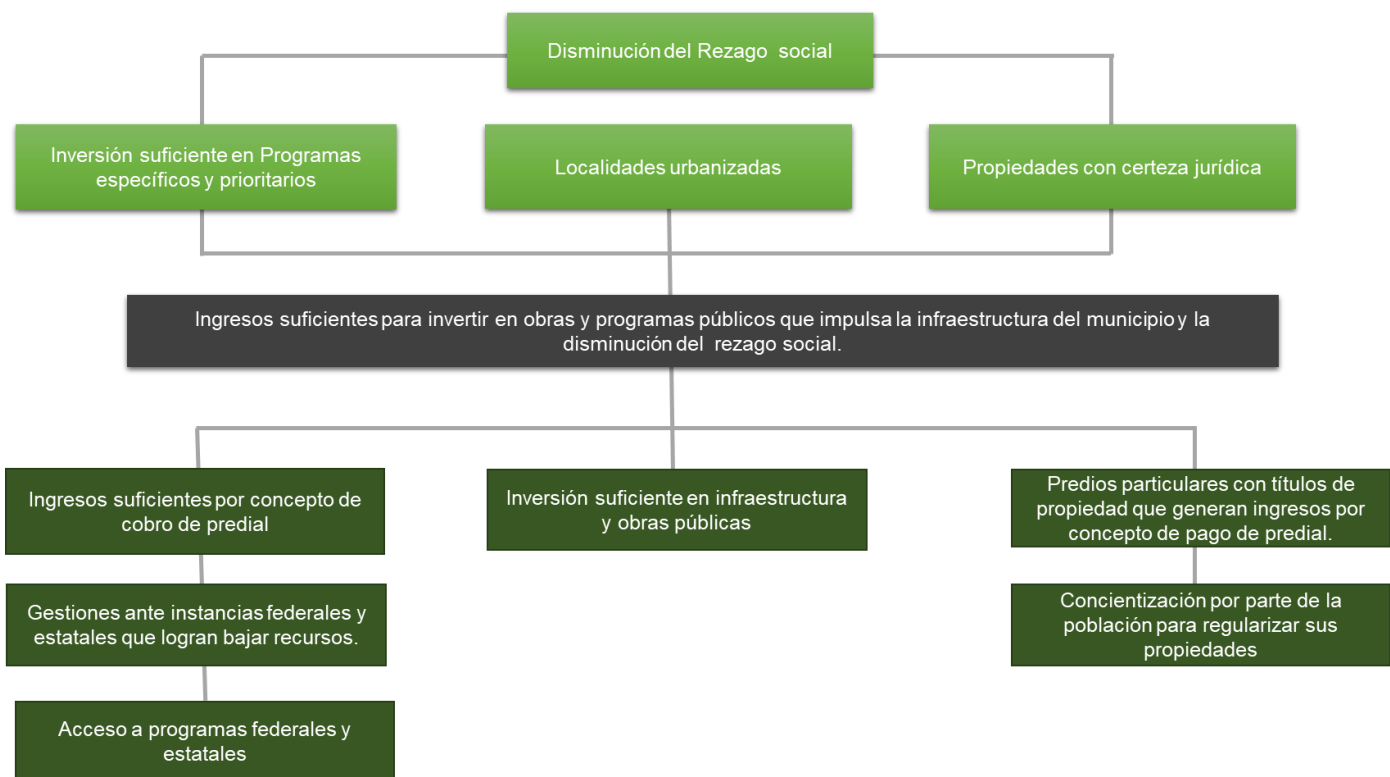 Disminución del Rezago social
Inversión suficiente en Programas
específicos y prioritarios
Localidades urbanizadas
Propiedades con certeza jurídica
Ingresos suficientes para invertir en obras y programas públicos que impulsa la infraestructura del municipio y la
disminución del rezago social.
Ingresos suficientes por concepto de
cobro de predial
Inversión suficiente en infraestructura
y obras públicas
Predios particulares con títulos de
propiedad que generan ingresos por
concepto de pago de predial.
Gestiones ante instancias federales y
estatales que logran bajar recursos.
Concientización por parte de la
población para regularizar sus
propiedades
Acceso a programas federales y
estatales